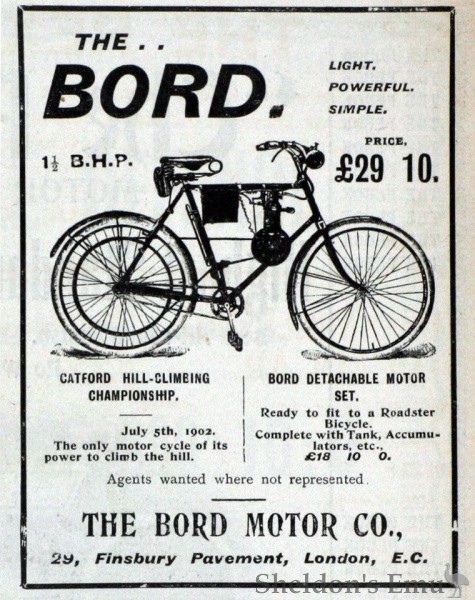 THE . .
BORD.
LIGHT.
POWERFUL.
SIMPLE.
PRICE,
£29 10.
1½ B.H.P.
CATFORD HILL-CLIMBING
CHAMPIONSHIP.
July 5th, 1902.
The only motor cycle of its
power to climb the hill.
BORD DETACHABLE MOTOR
SET.
Ready to fit to a Roadster
Bicycle.
Complete with Tank, Accumu-
lators, etc.,
£18 10 0.
Agents wanted where not represented.
THE BORD MOTOR CO.,
29, Finsbury Pavement, London, E.C.
Sheldon's Emu